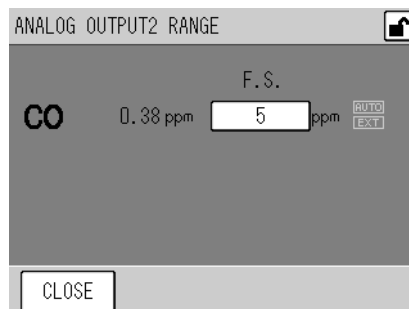 ANALOG OUTPUT2 RANGE
F.S.
CO 0.38 ppm 5 ppm AUTO
EXT
CLOSE